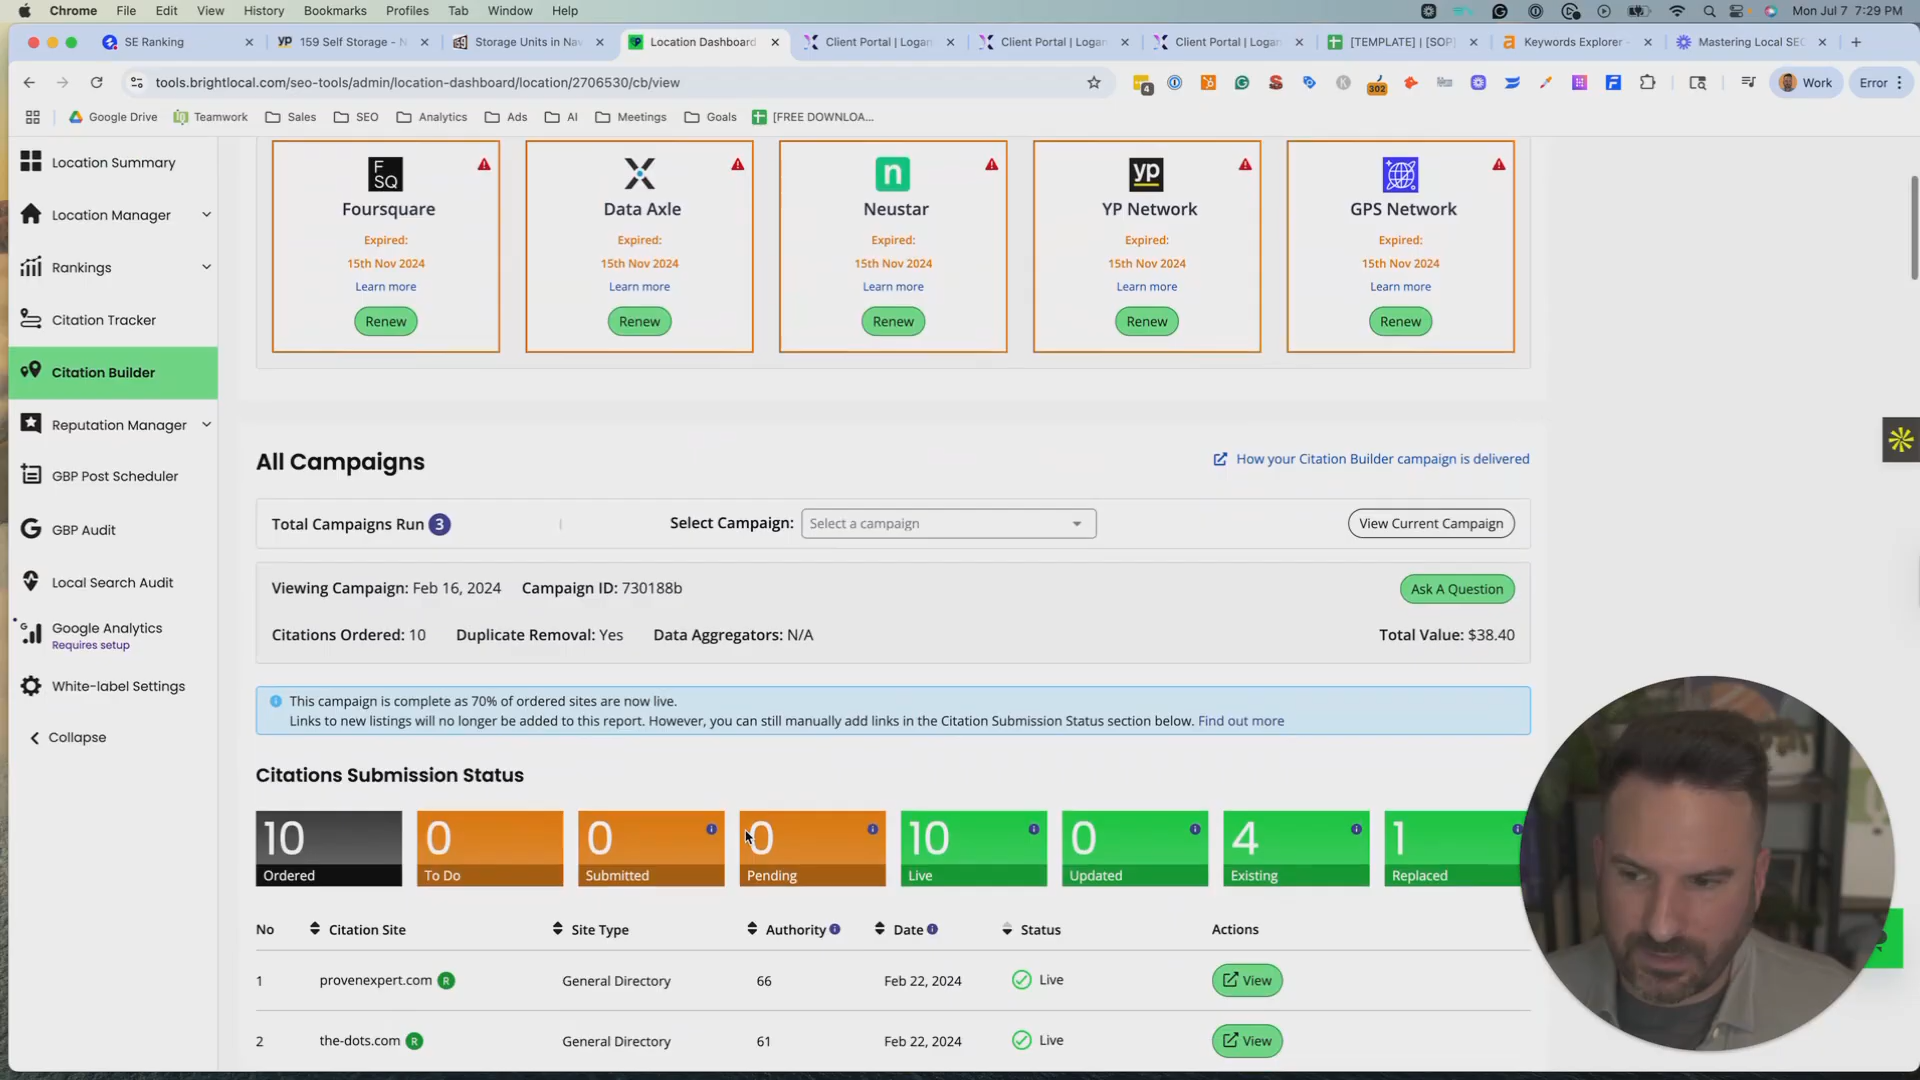 Chrome File Edit View History Bookmarks Profiles Tab Window Help
Mon Jul 7 7:29 PM
SE Ranking
159 Self Storage - N
Storage Units in Nav
Location Dashboard
Client Portal | Logan
Client Portal | Logan
Client Portal | Logan
[TEMPLATE] | [SOP]
Keywords Explorer -
Mastering Local SEO
tools.brightlocal.com/seo-tools/admin/location-dashboard/location/2706530/cb/view
4
302
Work
Error
Google Drive
Teamwork
Sales
SEO
Analytics
Ads
AI
Meetings
Goals
[FREE DOWNLOA...
Location Summary
Location Manager
Rankings
Citation Tracker
Citation Builder
Reputation Manager
GBP Post Scheduler
GBP Audit
Local Search Audit
Google Analytics
Requires setup
White-label Settings
Collapse
F
SQ
Foursquare
Expired:
15th Nov 2024
Learn more
Renew
Data Axle
Expired:
15th Nov 2024
Learn more
Renew
n
Neustar
Expired:
15th Nov 2024
Learn more
Renew
yp
YP Network
Expired:
15th Nov 2024
Learn more
Renew
GPS Network
Expired:
15th Nov 2024
Learn more
Renew
All Campaigns
How your Citation Builder campaign is delivered
Total Campaigns Run 3
Select Campaign: Select a campaign
View Current Campaign
Viewing Campaign: Feb 16, 2024 Campaign ID: 730188b
Ask A Question
Citations Ordered: 10 Duplicate Removal: Yes Data Aggregators: N/A
Total Value: $38.40
This campaign is complete as 70% of ordered sites are now live.
Links to new listings will no longer be added to this report. However, you can still manually add links in the Citation Submission Status section below. Find out more
Citations Submission Status
10 Ordered
0 To Do
0 Submitted
0 Pending
10 Live
0 Updated
4 Existing
1 Replaced
No Citation Site Site Type Authority Date Status Actions
1 provenexpert.com R General Directory 66 Feb 22, 2024 Live View
2 the-dots.com R General Directory 61 Feb 22, 2024 Live View